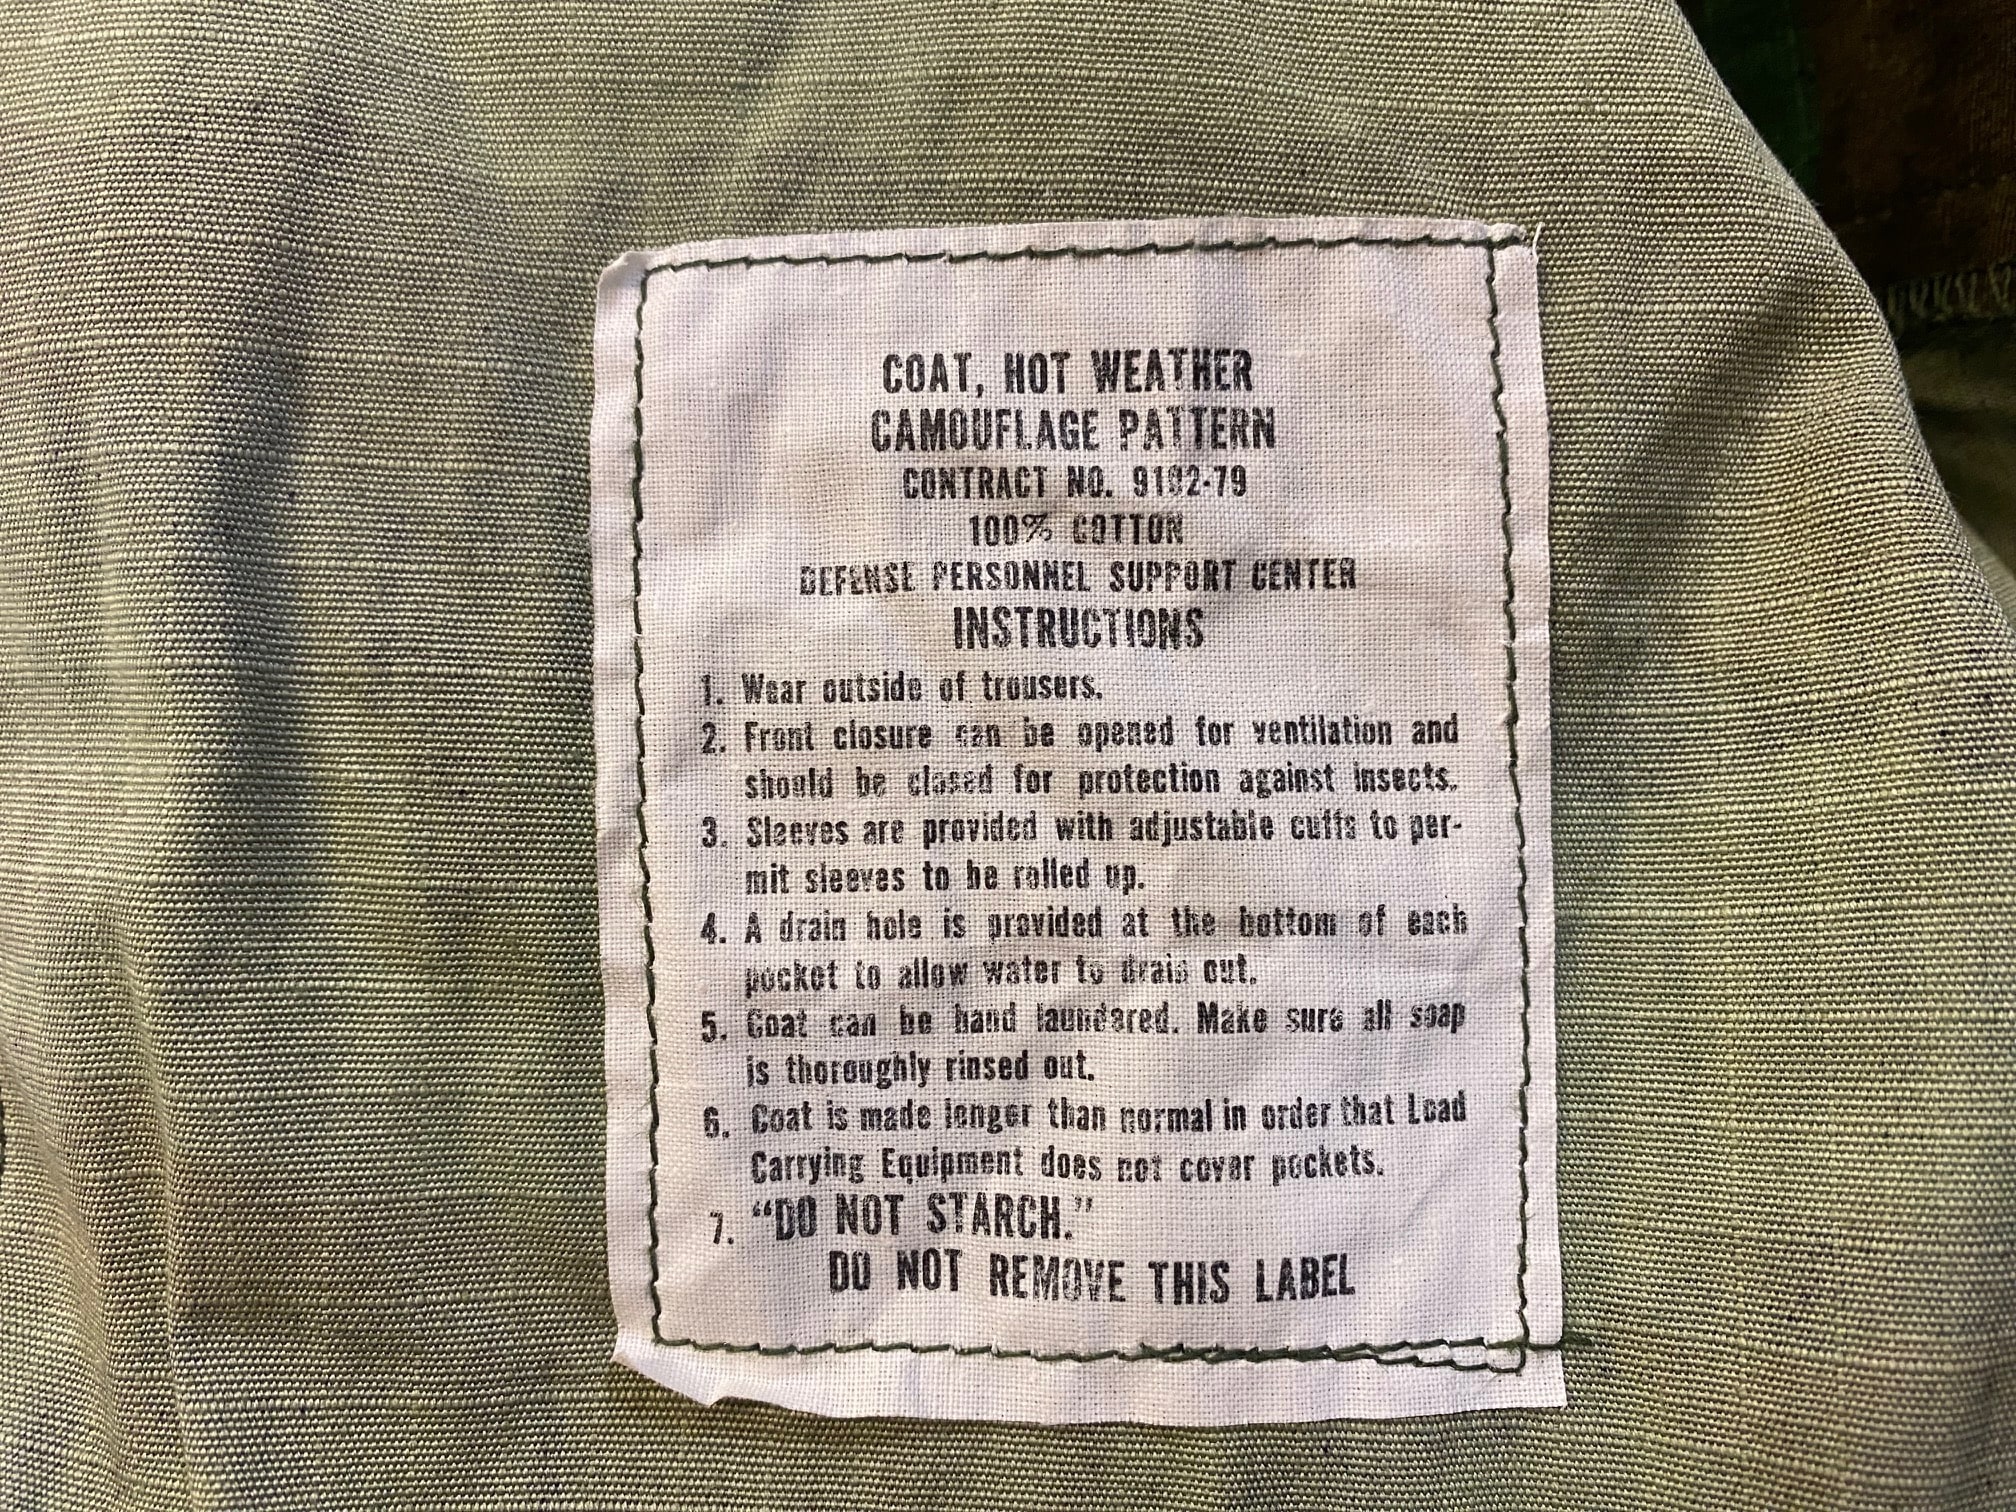 COAT, HOT WEATHER
CAMOUFLAGE PATTERN
CONTRACT NO. 9192-79
100% COTTON
DEFENSE PERSONNEL SUPPORT CENTER
INSTRUCTIONS
1. Wear outside of trousers.
2. Front closure can be opened for ventilation and
should be closed for protection against insects.
3. Sleeves are provided with adjustable cuffs to per-
mit sleeves to be rolled up.
4. A drain hole is provided at the bottom of each
pocket to allow water to drain out.
5. Coat can be hand laundered. Make sure all soap
is thoroughly rinsed out.
6. Coat is made longer than normal in order that Load
Carrying Equipment does not cover pockets.
7. “DO NOT STARCH.”
DO NOT REMOVE THIS LABEL